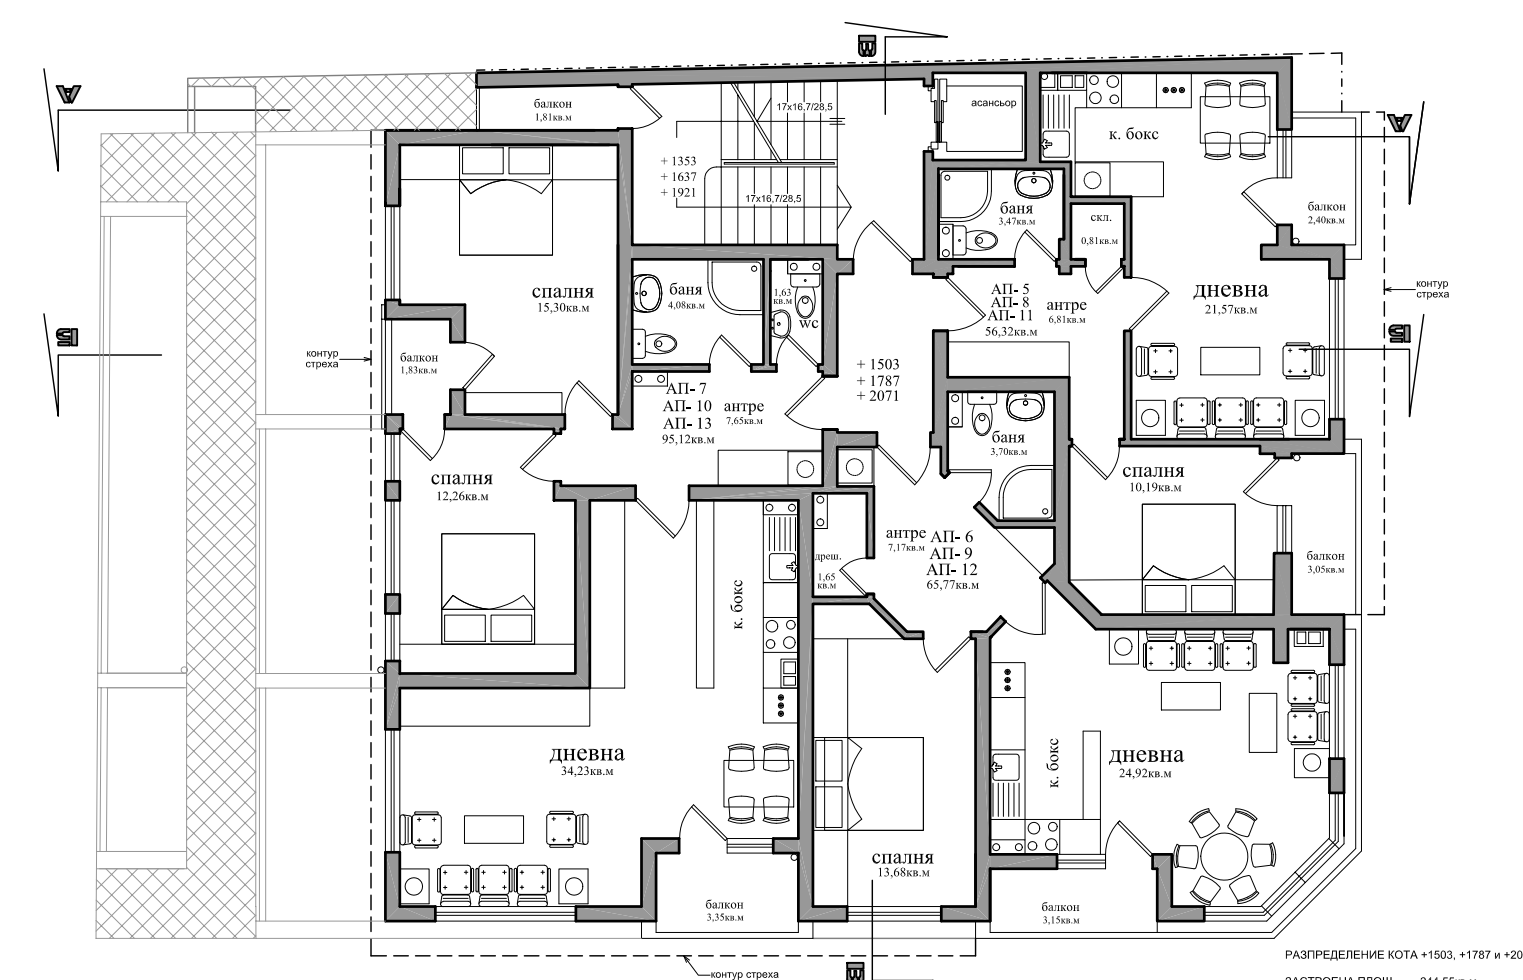 Ш
А
балкон
1,81кв.м
17x16,7/28,5
асансьор
к. бокс
А
+ 1353
+ 1637
+ 1921
17x16,7/28,5
баня
3,47кв.м
скл.
0,81кв.м
балкон
2,40кв.м
спалня
15,30кв.м
баня
4,08кв.м
1,63
кв.м
wc
АП- 5
АП- 8
АП- 11
56,32кв.м
антре
6,81кв.м
дневна
21,57кв.м
контур
стреха
контур
стреха
балкон
1,83кв.м
+ 1503
+ 1787
+ 2071
АП- 7
АП- 10
АП- 13
95,12кв.м
антре
7,65кв.м
баня
3,70кв.м
спалня
12,26кв.м
спалня
10,19кв.м
антре
7,17кв.м
АП- 6
АП- 9
АП- 12
65,77кв.м
дреш.
1,65
кв.м
балкон
3,05кв.м
к. бокс
дневна
34,23кв.м
к. бокс
дневна
24,92кв.м
спалня
13,68кв.м
балкон
3,35кв.м
балкон
3,15кв.м
контур стреха
Ш
РАЗПРЕДЕЛЕНИЕ КОТА +1503, +1787 и +20